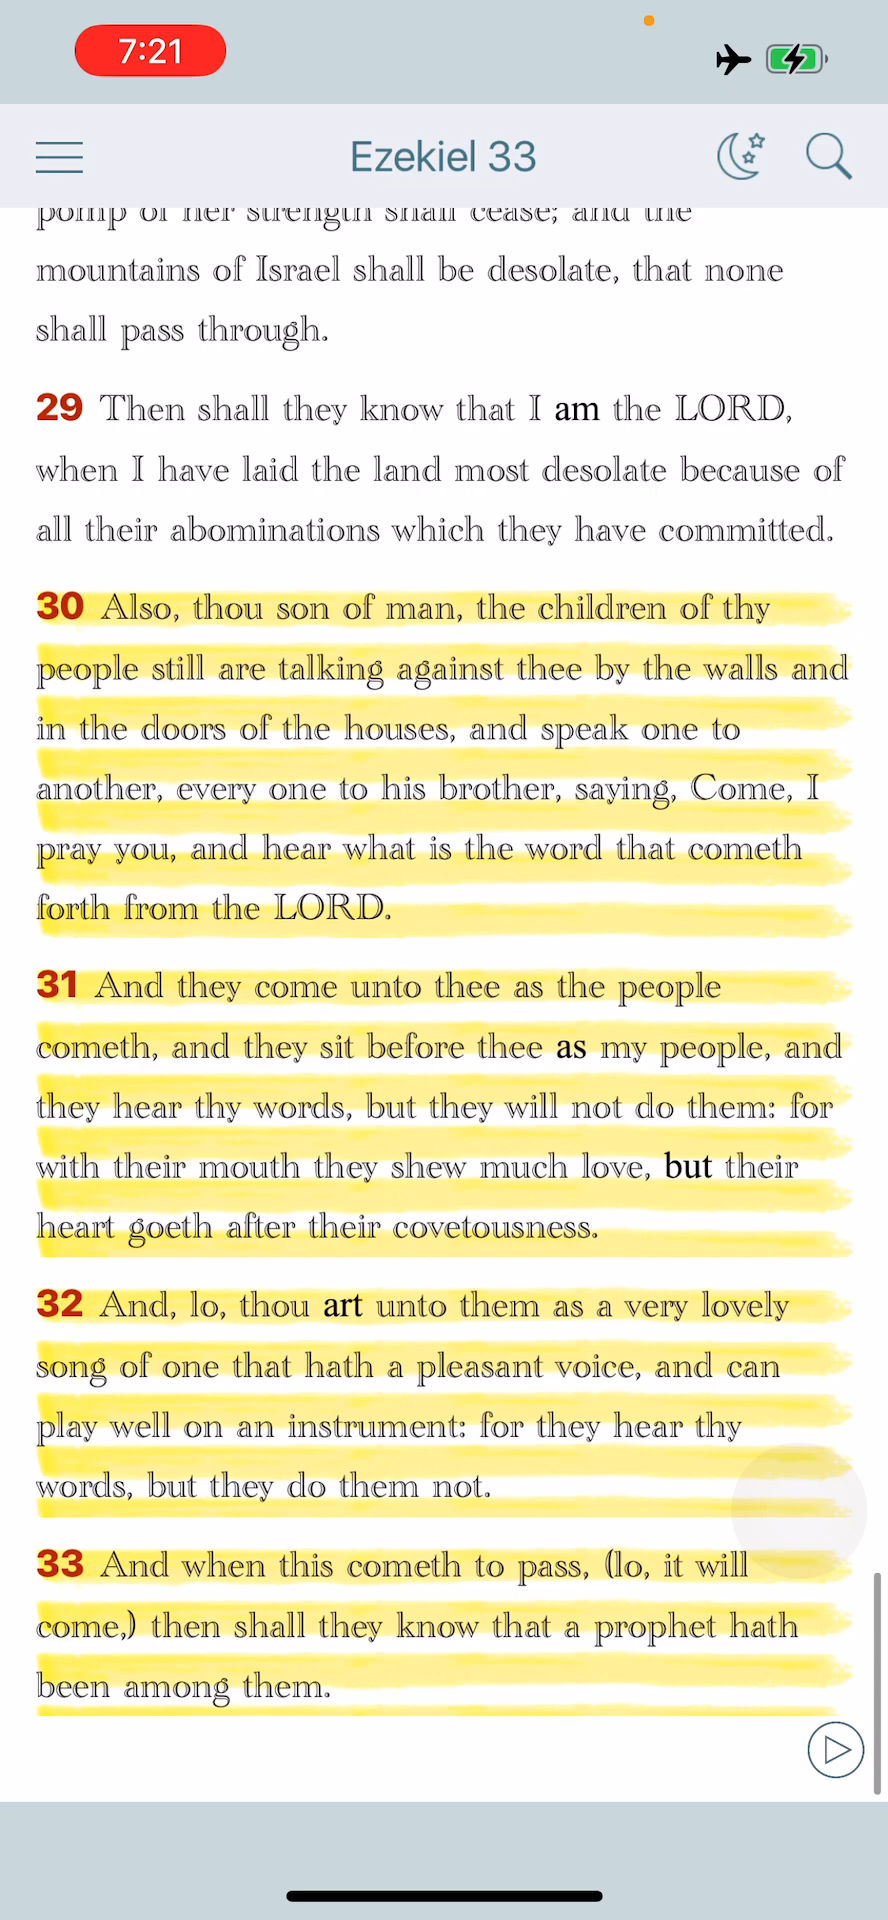 7:21
Ezekiel 33
pomp of her strength shall cease; and the
mountains of Israel shall be desolate, that none
shall pass through.
29 Then shall they know that I am the LORD,
when I have laid the land most desolate because of
all their abominations which they have committed.
30 Also, thou son of man, the children of thy
people still are talking against thee by the walls and
in the doors of the houses, and speak one to
another, every one to his brother, saying, Come, I
pray you, and hear what is the word that cometh
forth from the LORD.
31 And they come unto thee as the people
cometh, and they sit before thee as my people, and
they hear thy words, but they will not do them: for
with their mouth they shew much love, but their
heart goeth after their covetousness.
32 And, lo, thou art unto them as a very lovely
song of one that hath a pleasant voice, and can
play well on an instrument: for they hear thy
words, but they do them not.
33 And when this cometh to pass, (lo, it will
come,) then shall they know that a prophet hath
been among them.